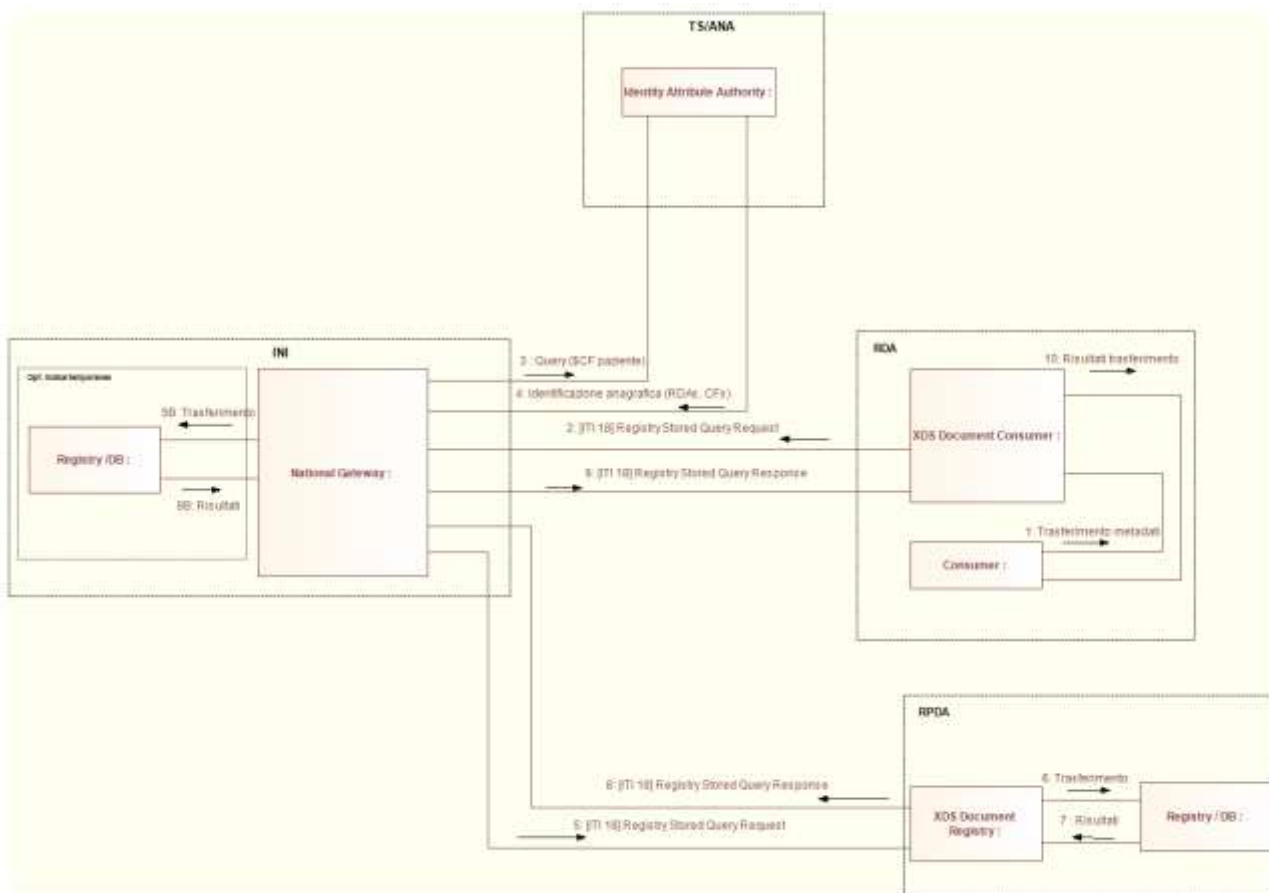 TS/ANA
Identity Attribute Authority :
INI
RDA
3 : Query ($CF paziente)
10: Risultati trasferimento
4: Identificazione anagrafica (RDAs, CFs)
5B: Trasferimento
2: [ITI 18] Registry Stored Query Request
XDS Document Consumer :
Registry /DB :
National Gateway :
9: [ITI 18] Registry Stored Query Response
8B: Risultati
1: Trasferimento metadati
Consumer :
RPDA
8: [ITI 18] Registry Stored Query Response
6: Trasferimento
XDS Document
Registry :
Registry / DB :
5: [ITI 18] Registry Stored Query Request
7 : Risultati